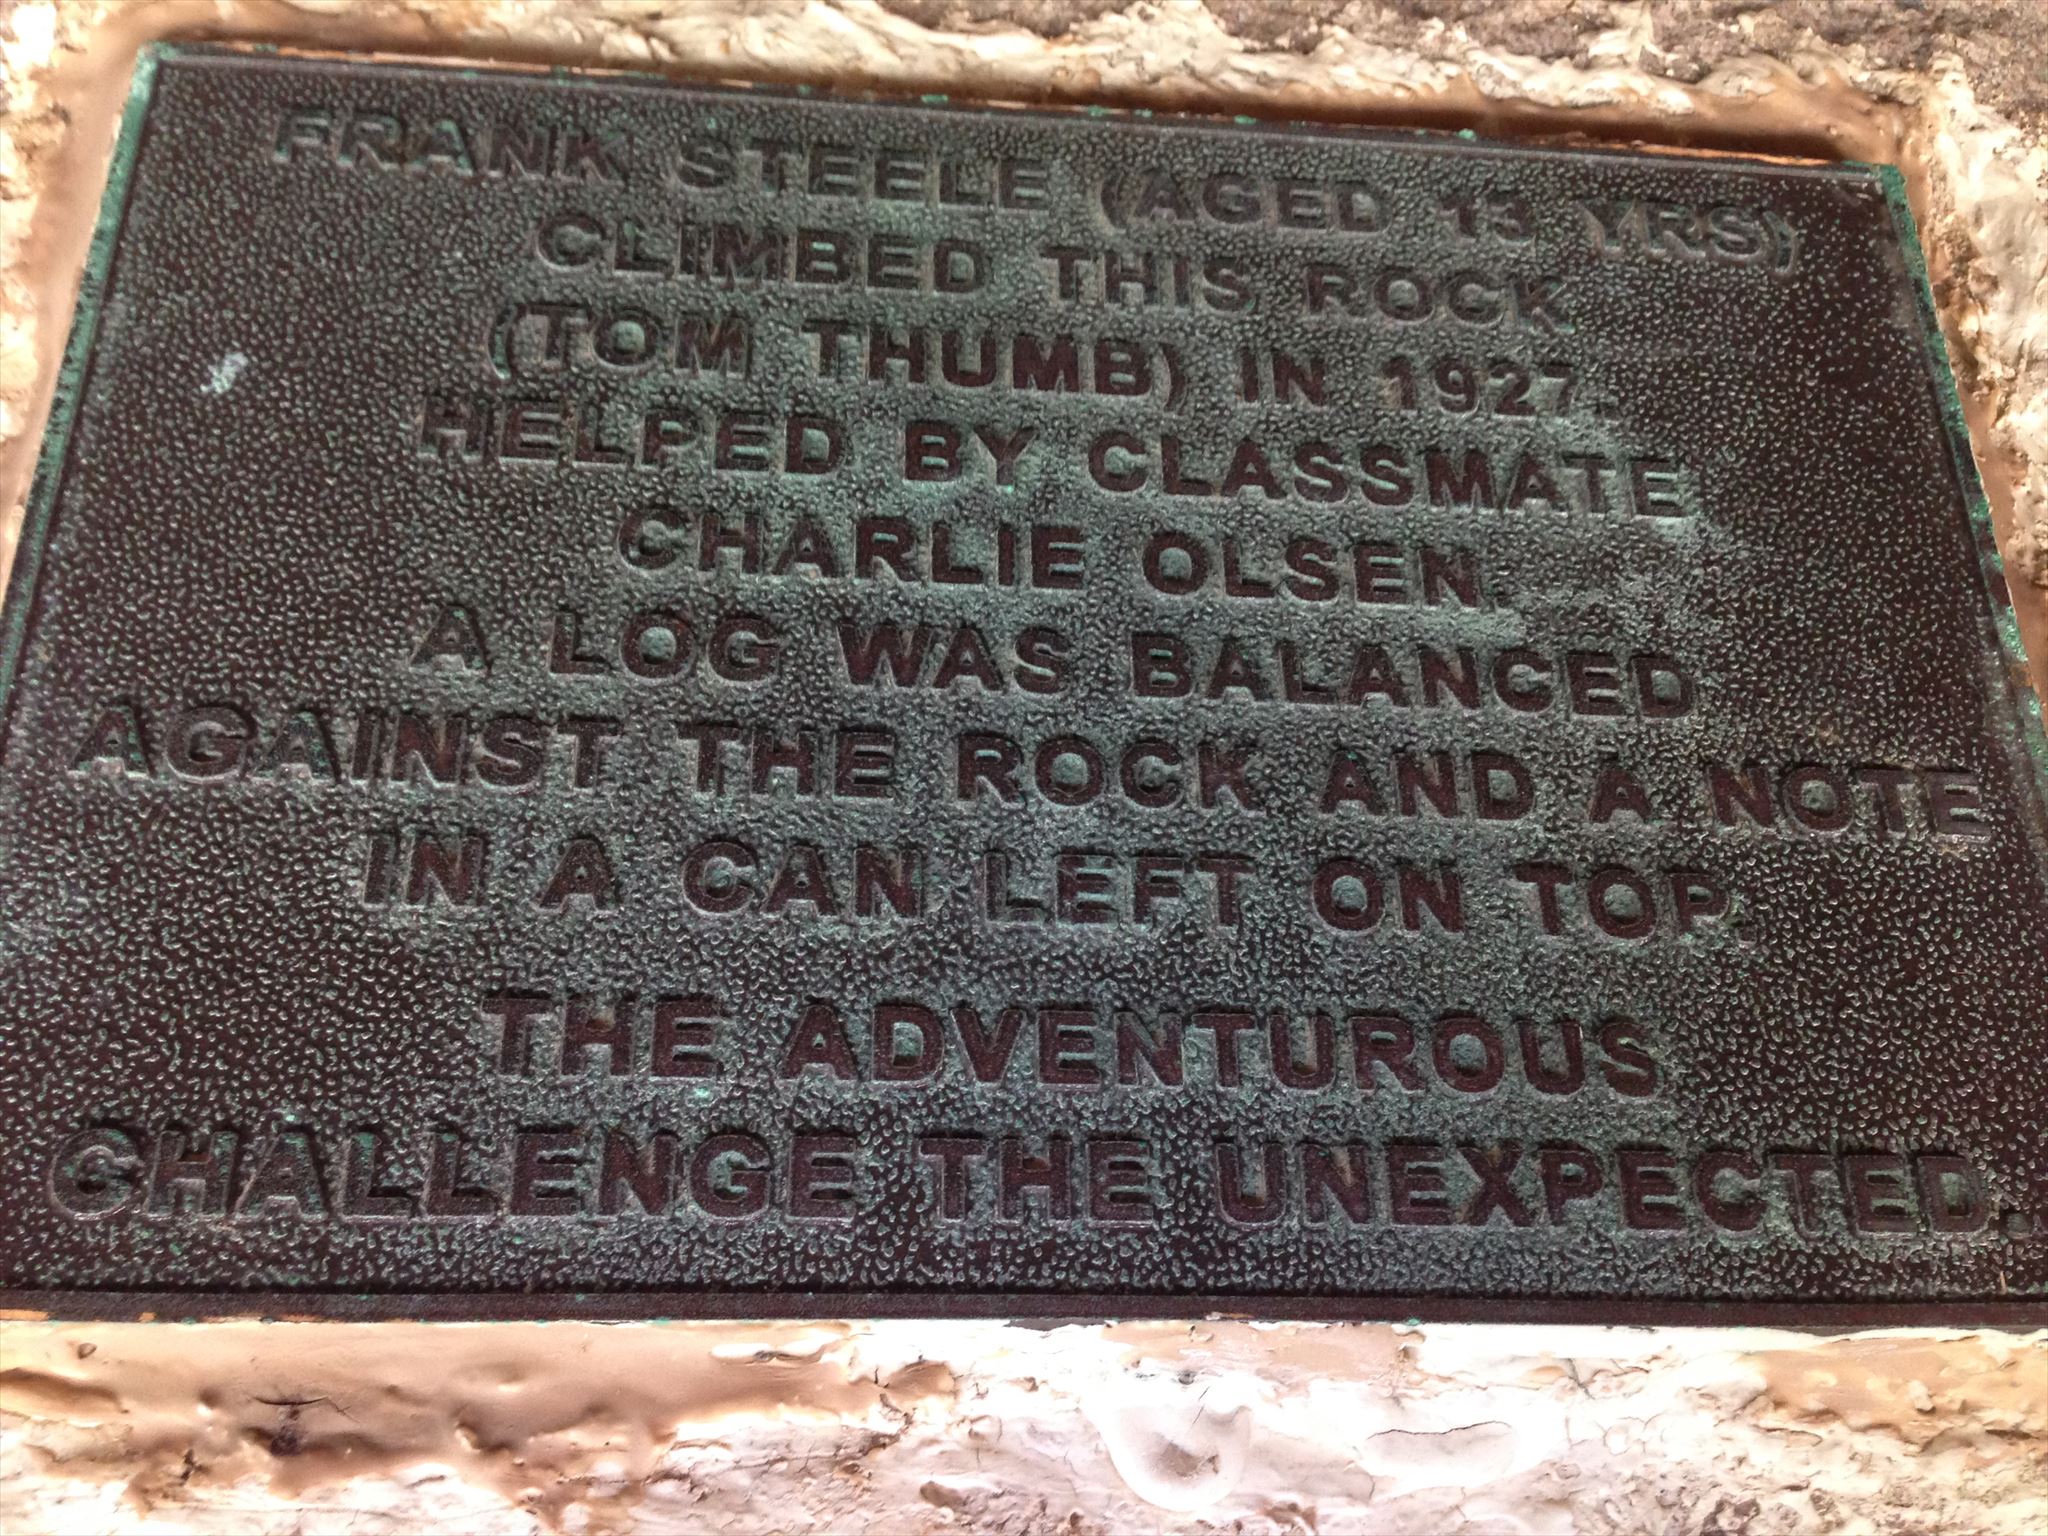 FRANK STEELE (AGED 13 YRS)
CLIMBED THIS ROCK
(TOM THUMB) IN 1927.
HELPED BY CLASSMATE
CHARLIE OLSEN.
A LOG WAS BALANCED
AGAINST THE ROCK AND A NOTE
IN A CAN LEFT ON TOP.
THE ADVENTUROUS
CHALLENGE THE UNEXPECTED.